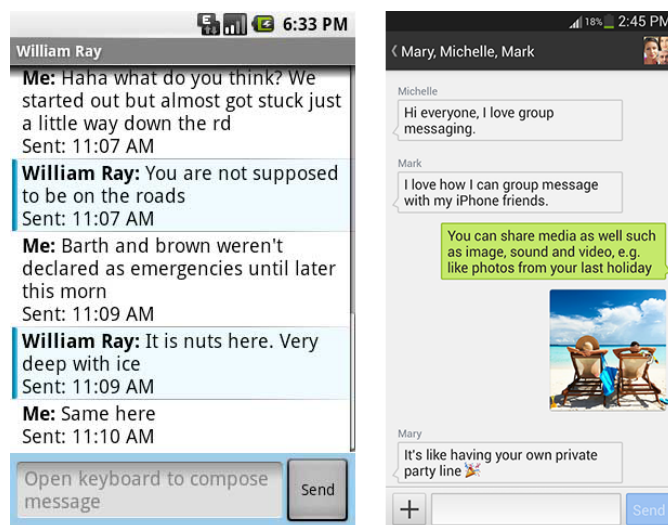 6:33 PM
William Ray
Me: Haha what do you think? We
started out but almost got stuck just
a little way down the rd
Sent: 11:07 AM
William Ray: You are not supposed
to be on the roads
Sent: 11:07 AM
Me: Barth and brown weren't
declared as emergencies until later
this morn
Sent: 11:09 AM
William Ray: It is nuts here. Very
deep with ice
Sent: 11:09 AM
Me: Same here
Sent: 11:10 AM
Open keyboard to compose
message
Send
18% 2:45 PM
Mary, Michelle, Mark
Michelle
Hi everyone, I love group
messaging.
Mark
I love how I can group message
with my iPhone friends.
You can share media as well such
as image, sound and video, e.g.
like photos from your last holiday
Mary
It's like having your own private
party line 🎉
Send